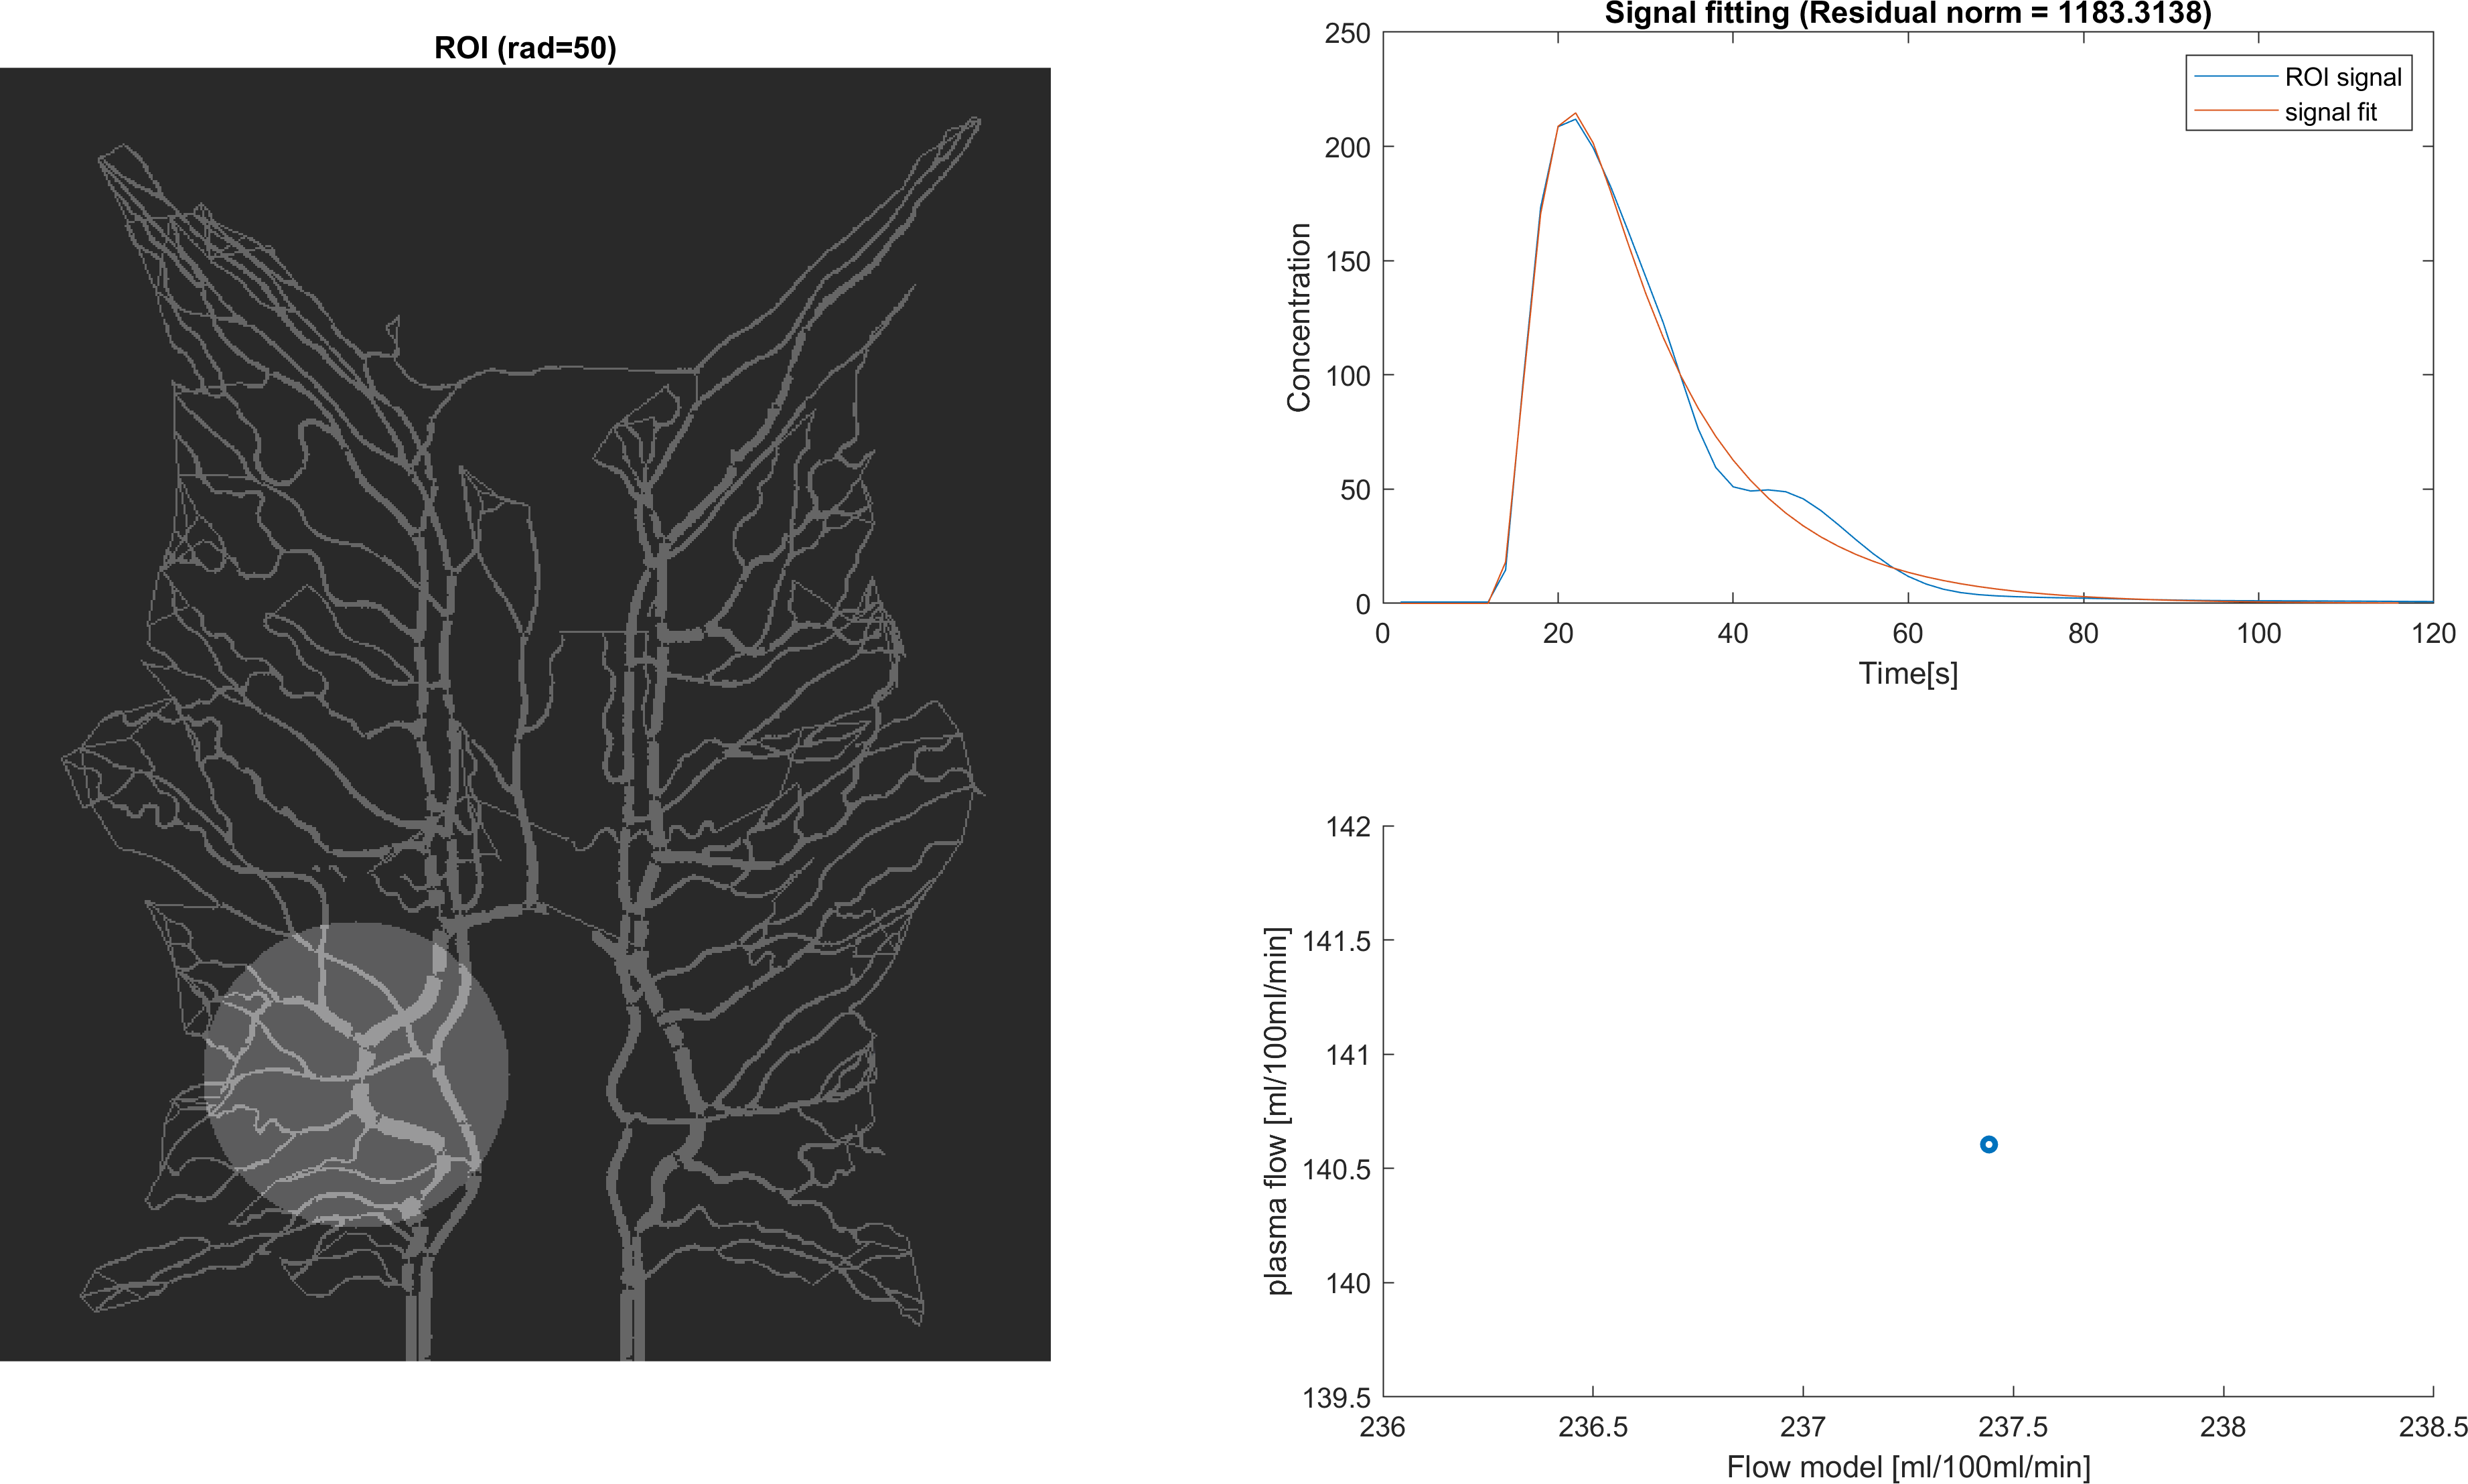 ROI (rad=50)
Signal fitting (Residual norm = 1183.3138)
250
200
150
100
50
0
Concentration
ROI signal
signal fit
0 20 40 60 80 100 120
Time[s]
142
141.5
141
140.5
140
139.5
plasma flow [ml/100ml/min]
236 236.5 237 237.5 238 238.5
Flow model [ml/100ml/min]